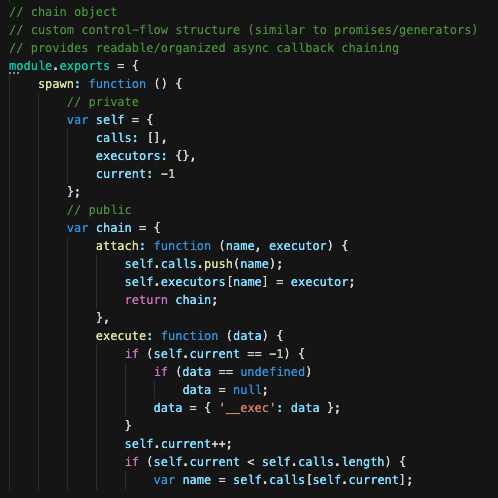 // chain object
// custom control-flow structure (similar to promises/generators)
// provides readable/organized async callback chaining
module.exports = {
    spawn: function () {
        // private
        var self = {
            calls: [],
            executors: {},
            current: -1
        };
        // public
        var chain = {
            attach: function (name, executor) {
                self.calls.push(name);
                self.executors[name] = executor;
                return chain;
            },
            execute: function (data) {
                if (self.current == -1) {
                    if (data == undefined)
                        data = null;
                    data = { '__exec': data };
                }
                self.current++;
                if (self.current < self.calls.length) {
                    var name = self.calls[self.current];